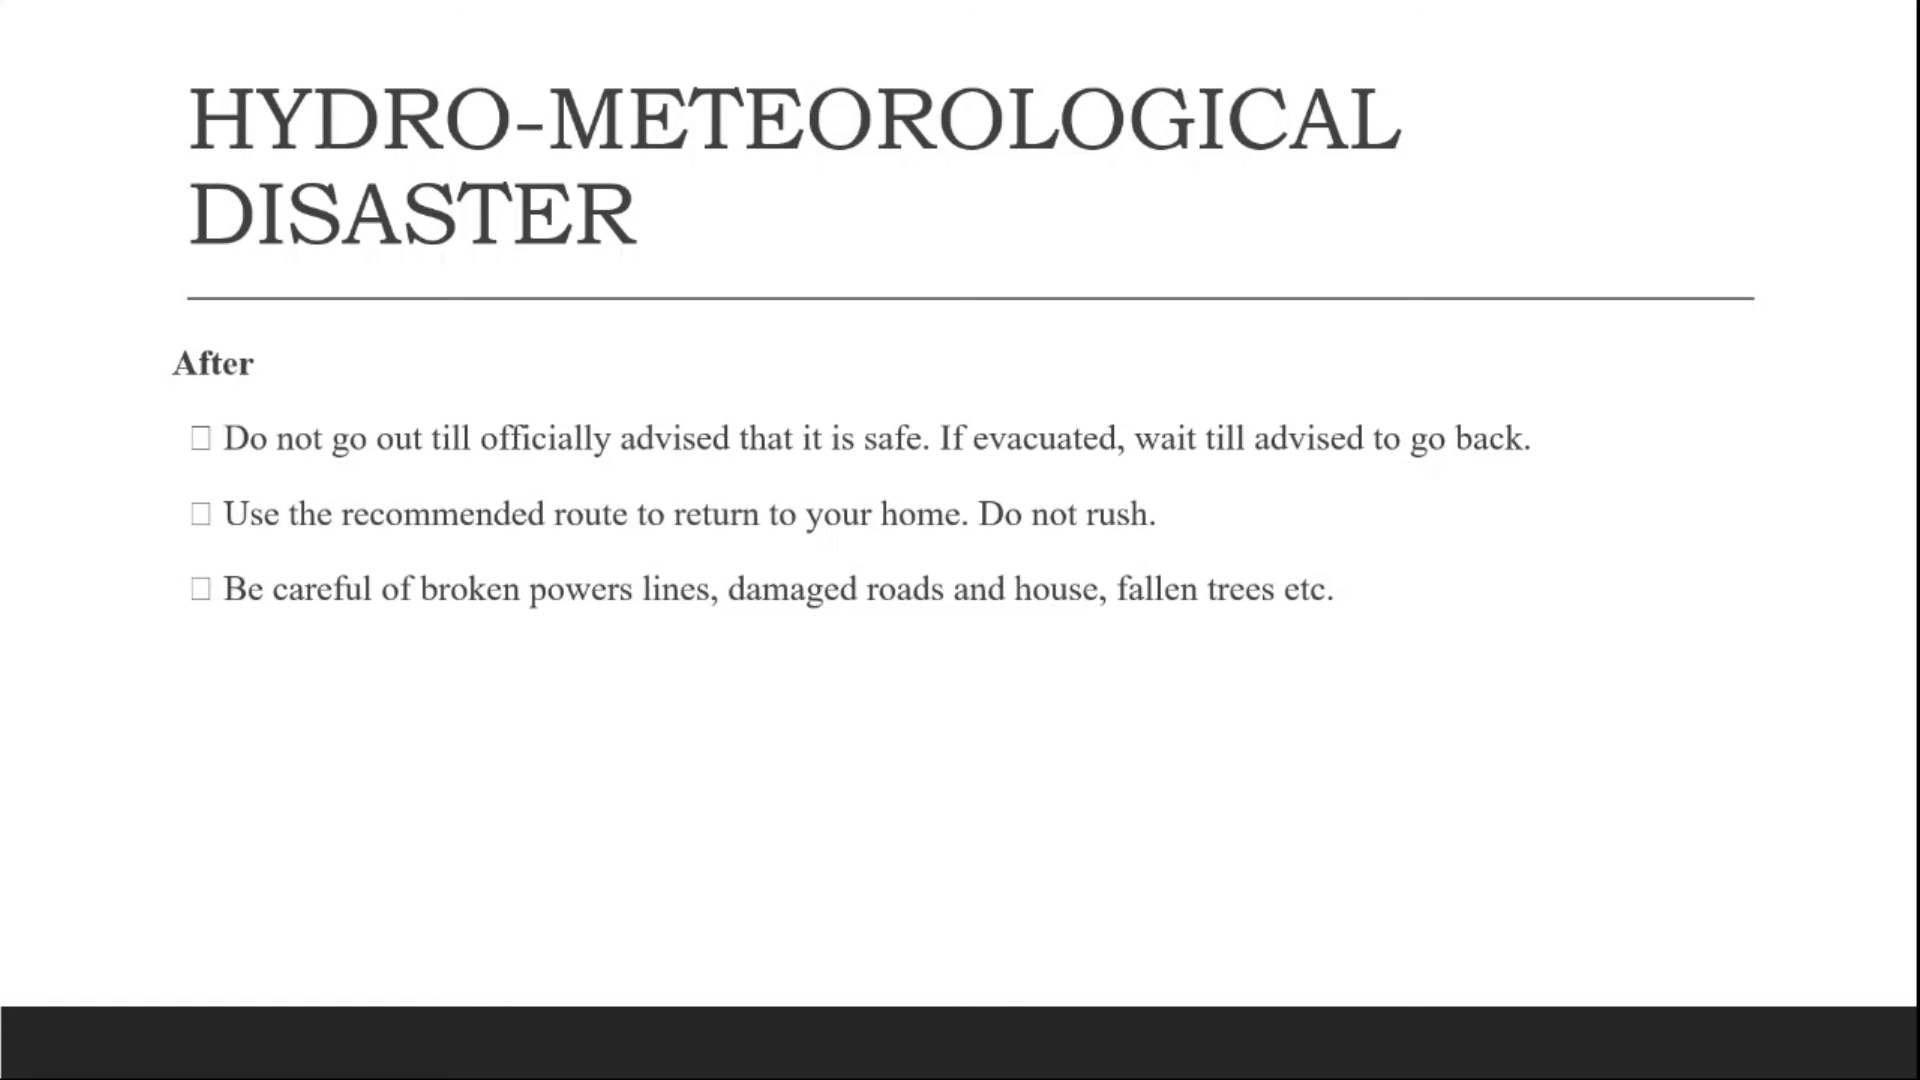 HYDRO-METEOROLOGICAL
DISASTER
After
□ Do not go out till officially advised that it is safe. If evacuated, wait till advised to go back.
□ Use the recommended route to return to your home. Do not rush.
□ Be careful of broken powers lines, damaged roads and house, fallen trees etc.